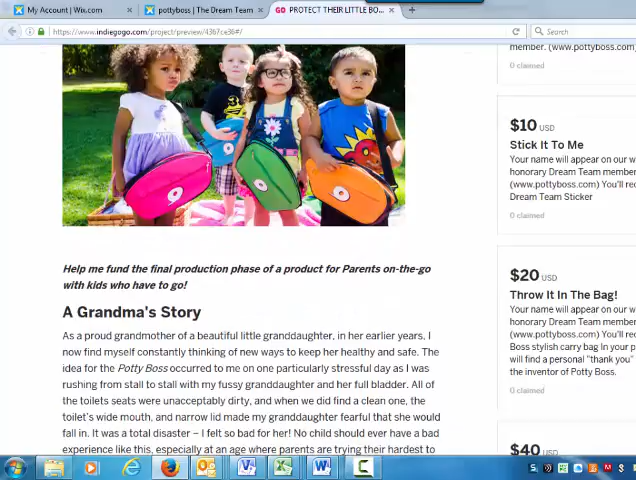 My Account | Wix.com
pottyboss | The Dream Team
GO PROTECT THEIR LITTLE BO...
https://www.indiegogo.com/project/preview/43b7ce36#/
Search
Help me fund the final production phase of a product for Parents on-the-go
with kids who have to go!
A Grandma's Story
As a proud grandmother of a beautiful little granddaughter, in her earlier years, I
now find myself constantly thinking of new ways to keep her healthy and safe. The
idea for the Potty Boss occurred to me on one particularly stressful day as I was
rushing from stall to stall with my fussy granddaughter and her full bladder. All of
the toilets seats were unacceptably dirty, and when we did find a clean one, the
toilet's wide mouth, and narrow lid made my granddaughter fearful that she would
fall in. It was a total disaster – I felt so bad for her! No child should ever have a bad
experience like this, especially at an age where parents are trying their hardest to
member. (www.pottyboss.com)
0 claimed
$10 USD
Stick It To Me
Your name will appear on our w
honorary Dream Team membe
(www.pottyboss.com) You'll rec
Dream Team Sticker
0 claimed
$20 USD
Throw It In The Bag!
Your name will appear on our w
honorary Dream Team membe
(www.pottyboss.com) You'll rec
Boss stylish carry bag in your p
will find a personal "thank you"
the inventor of Potty Boss.
0 claimed
$40 USD